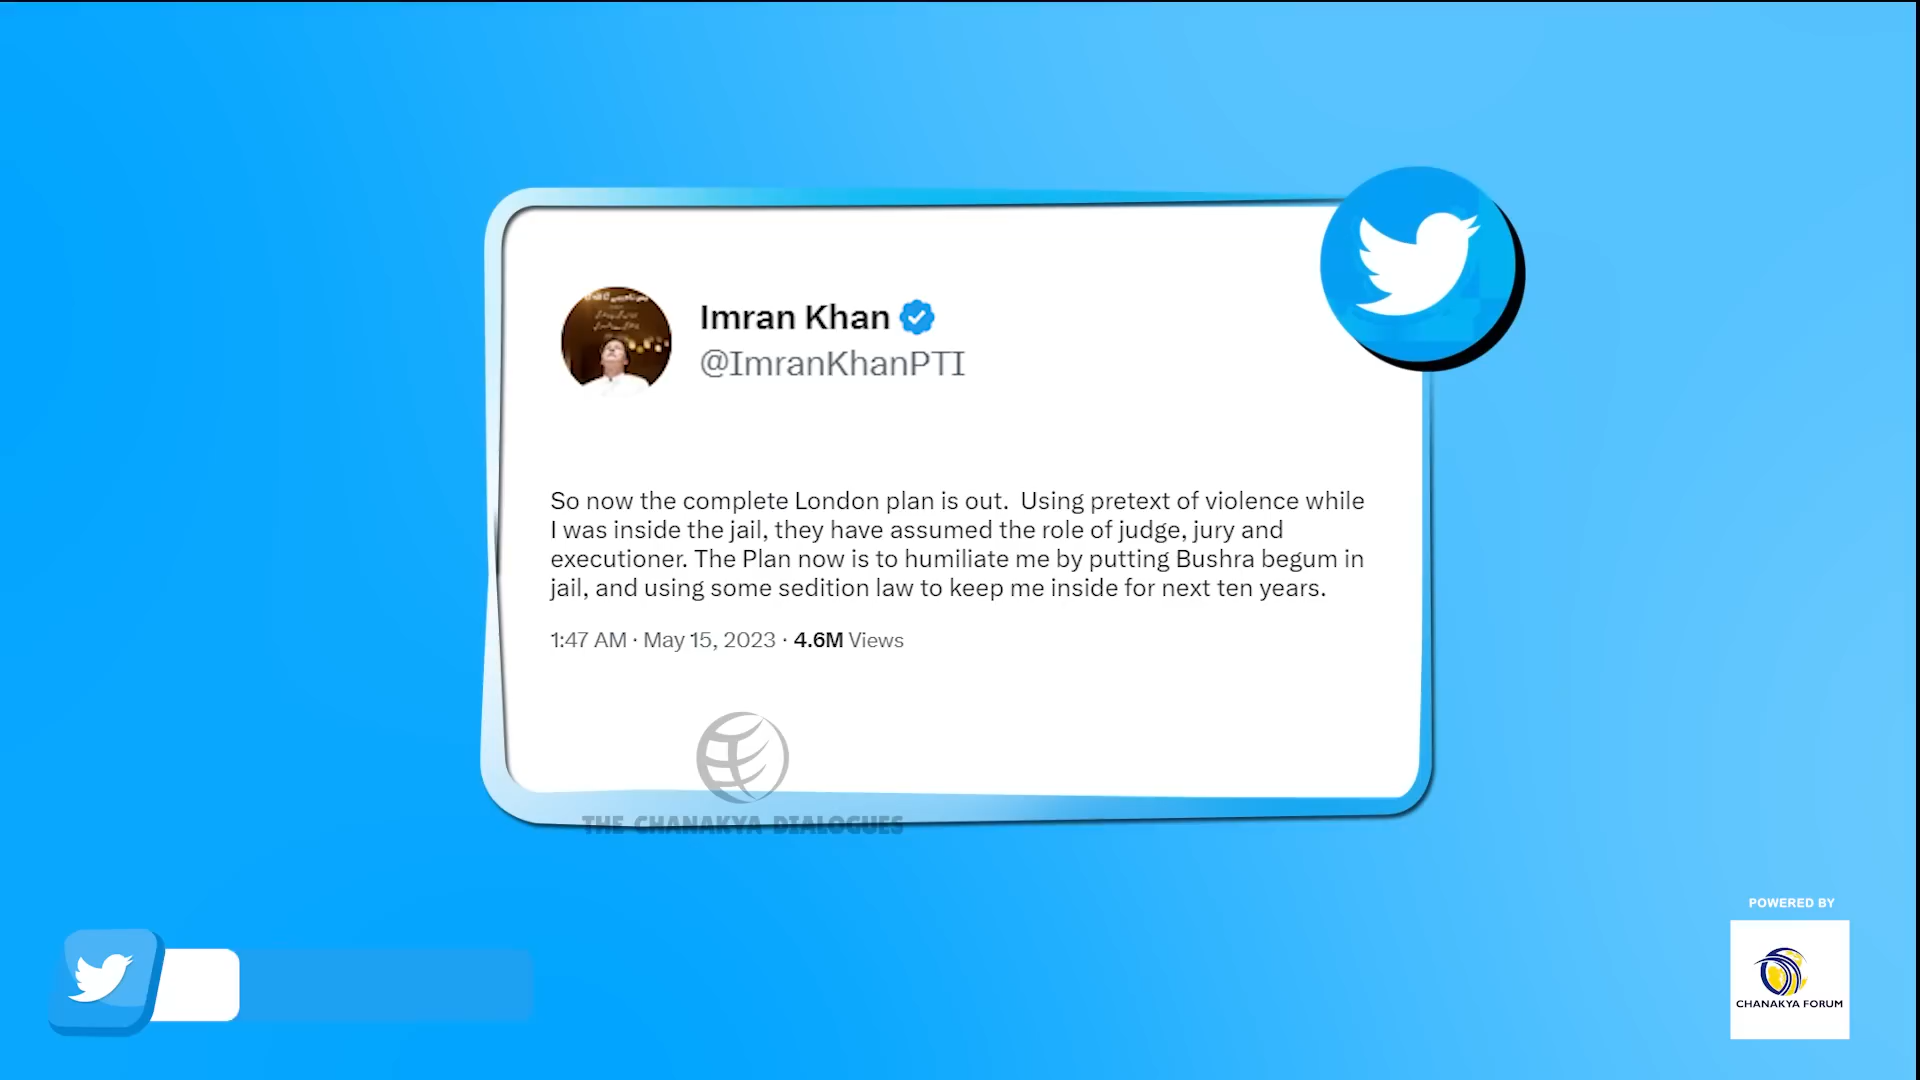 Imran Khan
@ImranKhanPTI
So now the complete London plan is out.  Using pretext of violence while
I was inside the jail, they have assumed the role of judge, jury and
executioner. The Plan now is to humiliate me by putting Bushra begum in
jail, and using some sedition law to keep me inside for next ten years.
1:47 AM · May 15, 2023 · 4.6M Views
THE CHANAKYA DIALOGUES
POWERED BY
CHANAKYA FORUM